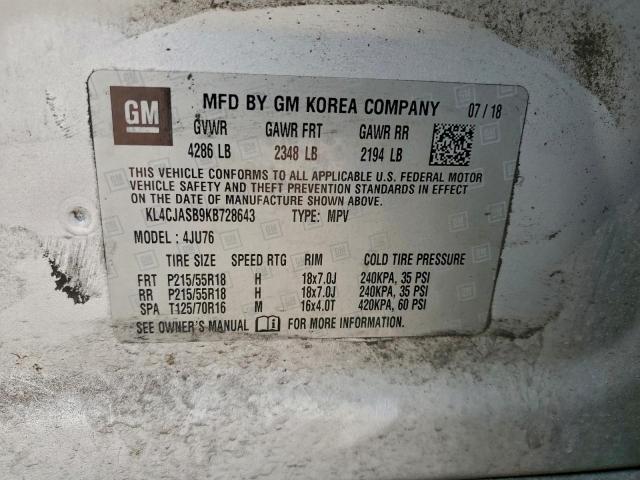 GM MFD BY GM KOREA COMPANY 07 / 18
GVWR GAWR FRT GAWR RR
4286 LB 2348 LB 2194 LB
THIS VEHICLE CONFORMS TO ALL APPLICABLE U.S. FEDERAL MOTOR
VEHICLE SAFETY AND THEFT PREVENTION STANDARDS IN EFFECT
ON THE DATE OF MANUFACTURE SHOWN ABOVE.
KL4CJASB9KB728643 TYPE: MPV
MODEL : 4JU76
TIRE SIZE SPEED RTG RIM COLD TIRE PRESSURE
FRT P215/55R18 H 18x7.0J 240KPA, 35 PSI
RR P215/55R18 H 18x7.0J 240KPA, 35 PSI
SPA T125/70R16 M 16x4.0T 420KPA, 60 PSI
SEE OWNER'S MANUAL FOR MORE INFORMATION.